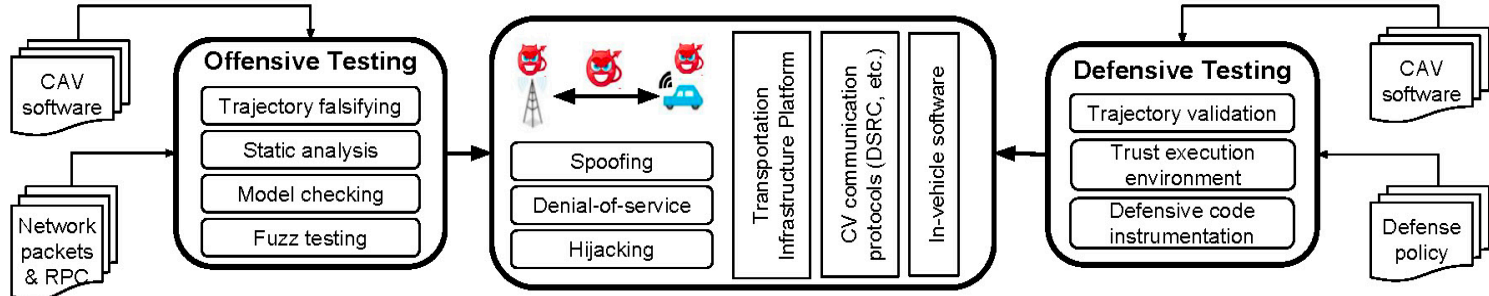 CAV
software
Network
packets
& RPC
Offensive Testing
Trajectory falsifying
Static analysis
Model checking
Fuzz testing
Spoofing
Denial-of-service
Hijacking
Transportation
Infrastructure Platform
CV communication
protocols (DSRC, etc.)
In-vehicle software
Defensive Testing
Trajectory validation
Trust execution
environment
Defensive code
instrumentation
CAV
software
Defense
policy